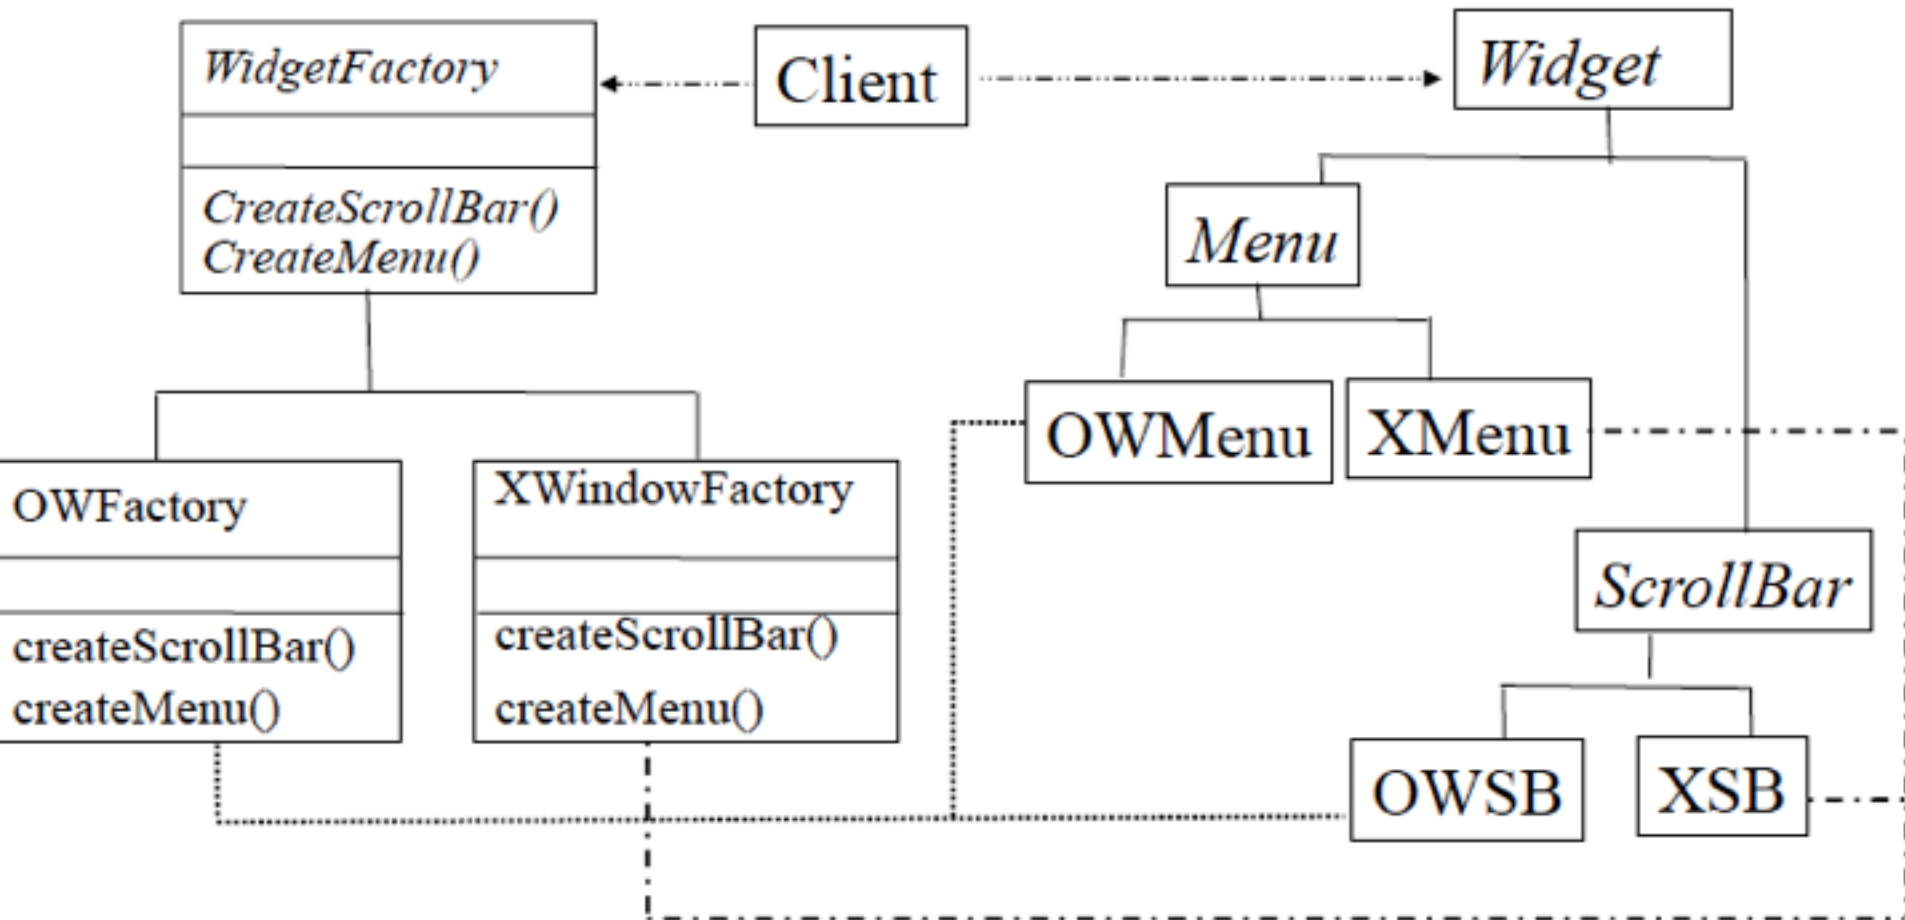 WidgetFactory
CreateScrollBar()
CreateMenu()
Client
Widget
Menu
OWMenu
XMenu
ScrollBar
OWSB
XSB
OWFactory
createScrollBar()
createMenu()
XWindowFactory
createScrollBar()
createMenu()